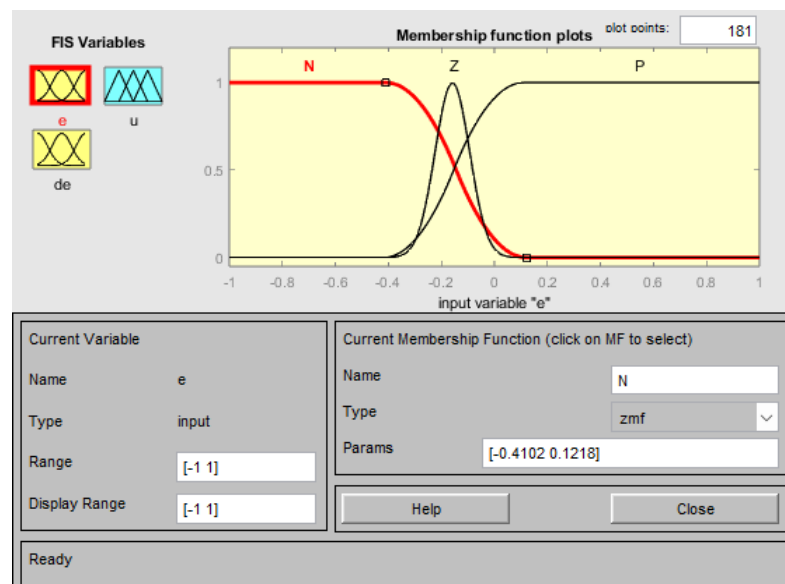 FIS Variables
Membership function plots
plot points:
181
e
u
de
N
Z
P
1
0.5
0
-1 -0.8 -0.6 -0.4 -0.2 0 0.2 0.4 0.6 0.8 1
input variable "e"
Current Variable
Name e
Type input
Range [-1 1]
Display Range [-1 1]
Current Membership Function (click on MF to select)
Name N
Type zmf
Params [-0.4102 0.1218]
Help Close
Ready